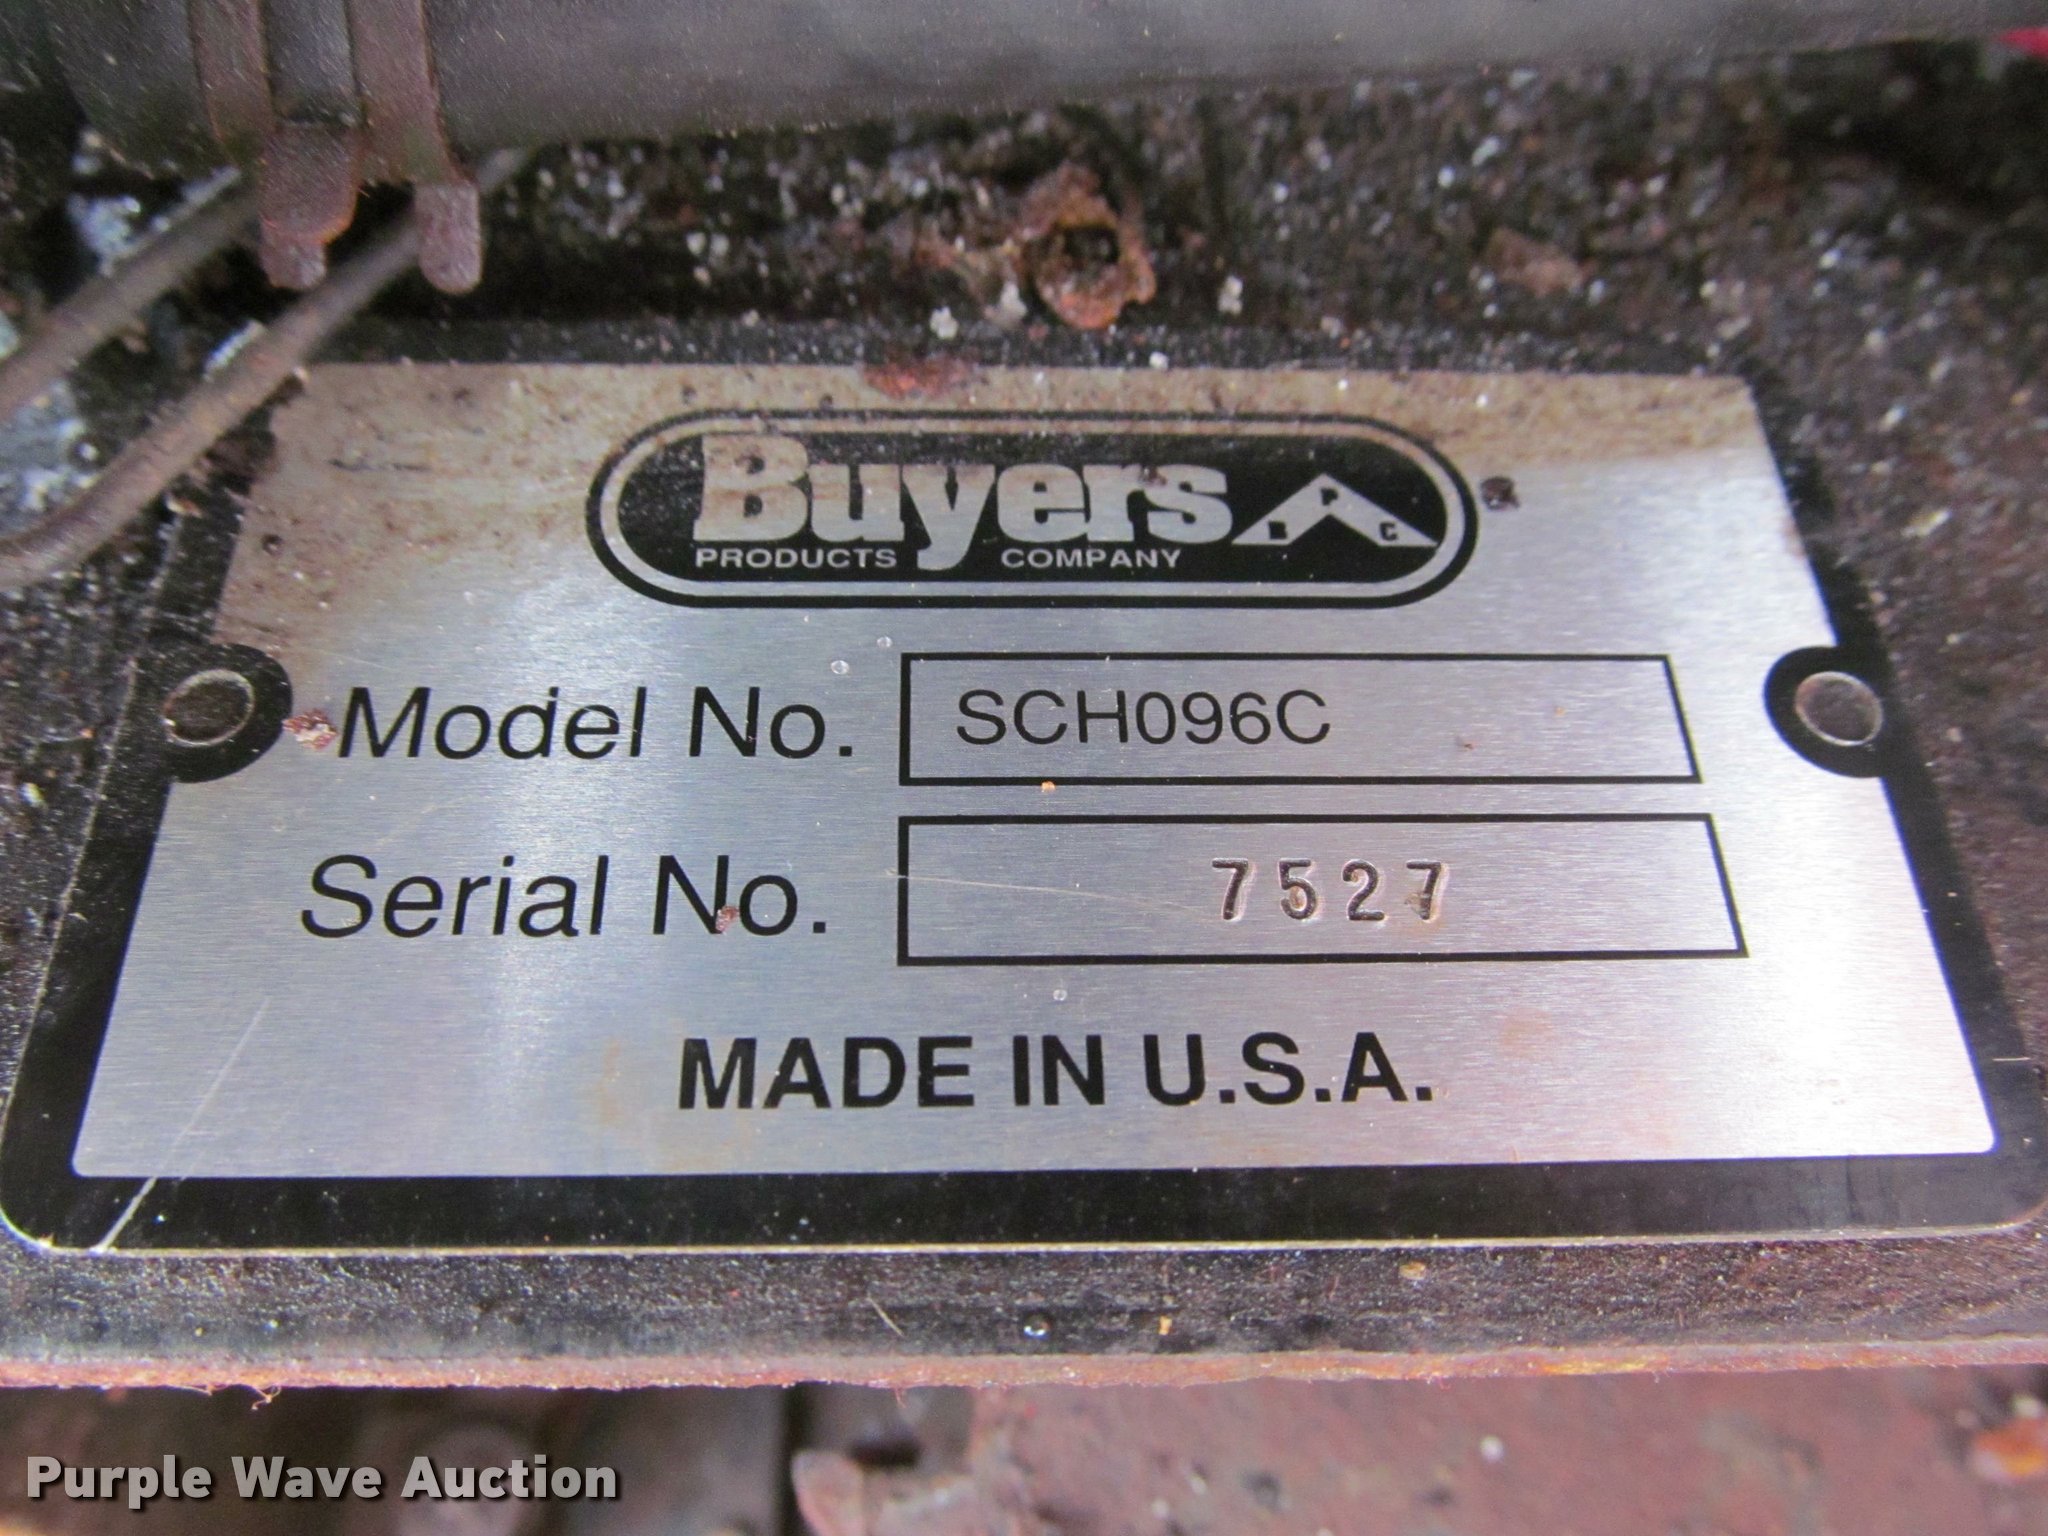 Buyers
PRODUCTS COMPANY
B P C
Model No. SCH096C
Serial No. 7527
MADE IN U.S.A.
Purple Wave Auction